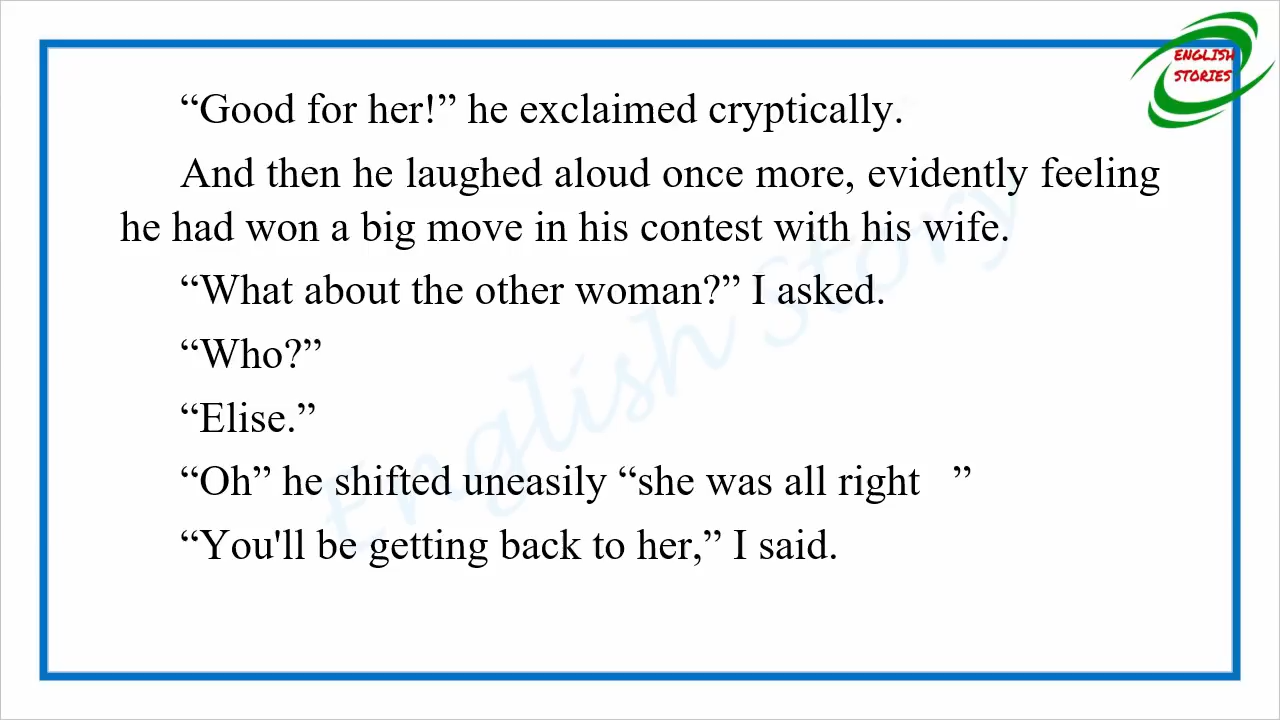 ENGLISH
STORIES
“Good for her!” he exclaimed cryptically.
And then he laughed aloud once more, evidently feeling
he had won a big move in his contest with his wife.
“What about the other woman?” I asked.
“Who?”
“Elise.”
“Oh” he shifted uneasily “she was all right ”
“You'll be getting back to her,” I said.
English Story